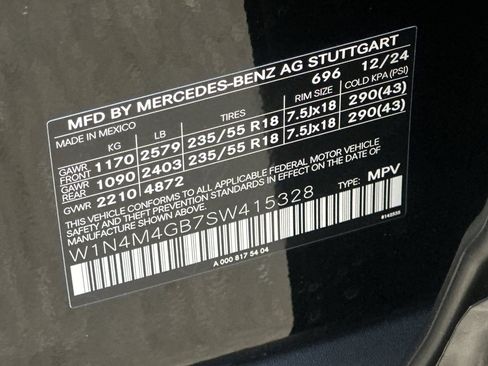 MFD BY MERCEDES-BENZ AG STUTTGART
MADE IN MEXICO 696 12/24
KG LB TIRES RIM SIZE COLD KPA (PSI)
GAWR FRONT 1170 2579 235/55 R18 7.5Jx18 290(43)
GAWR REAR 1090 2403 235/55 R18 7.5Jx18 290(43)
GVWR 2210 4872
THIS VEHICLE CONFORMS TO ALL APPLICABLE FEDERAL MOTOR VEHICLE
SAFETY AND THEFT PREVENTION STANDARDS IN EFFECT ON THE DATE OF
MANUFACTURE SHOWN ABOVE.
W1N4M4GB7SW415328 TYPE: MPV
A 000 817 54 04